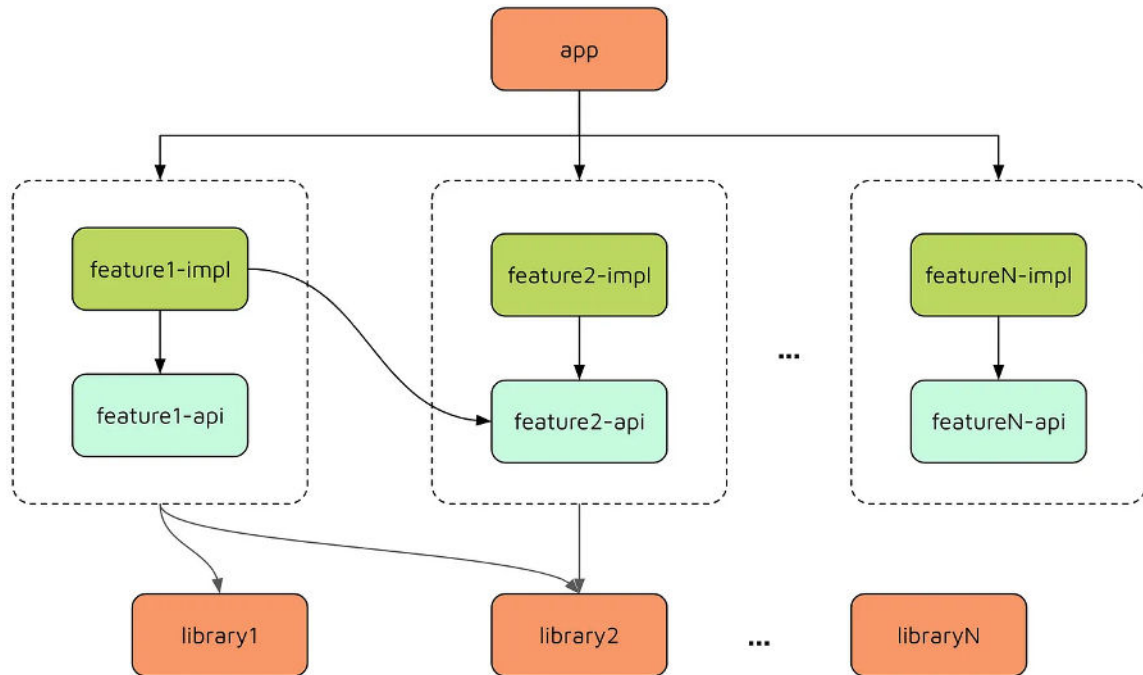 app
feature1-impl
feature2-impl
featureN-impl
...
feature1-api
feature2-api
featureN-api
library1
library2
...
libraryN